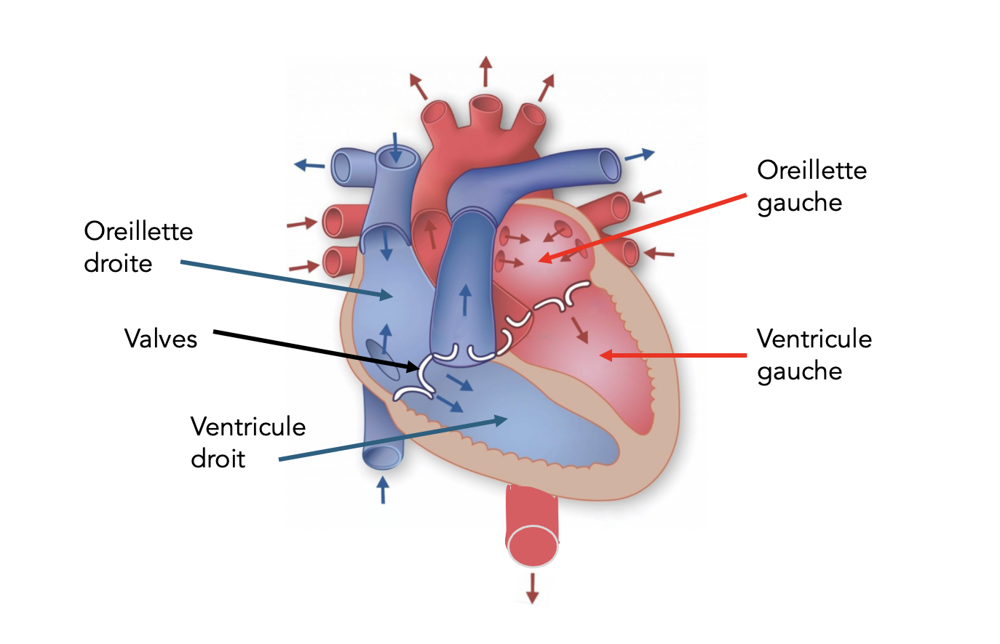 Oreillette
droite
Valves
Ventricule
droit
Oreillette
gauche
Ventricule
gauche